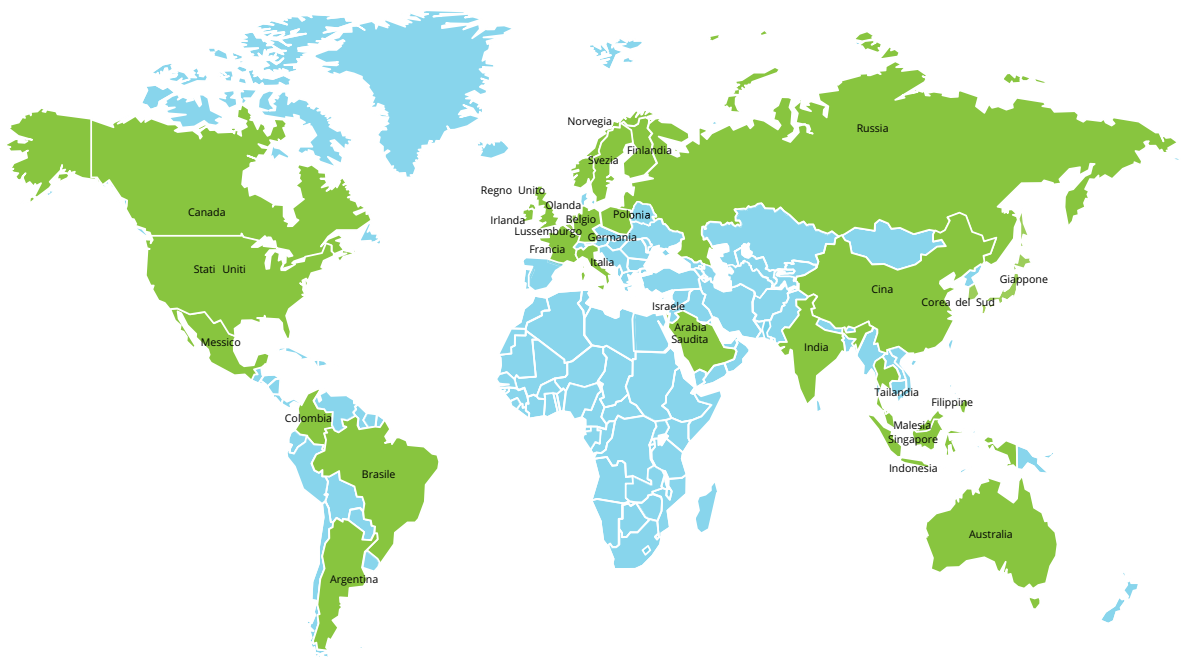 Norvegia
Russia
Finlandia
Svezia
Regno Unito
Olanda
Canada
Polonia
Irlanda
Belgio
Lussemburgo
Germania
Francia
Italia
Stati Uniti
Giappone
Cina
Corea del Sud
Israele
Arabia
Saudita
Messico
India
Tailandia
Filippine
Colombia
Malesia
Singapore
Indonesia
Brasile
Australia
Argentina